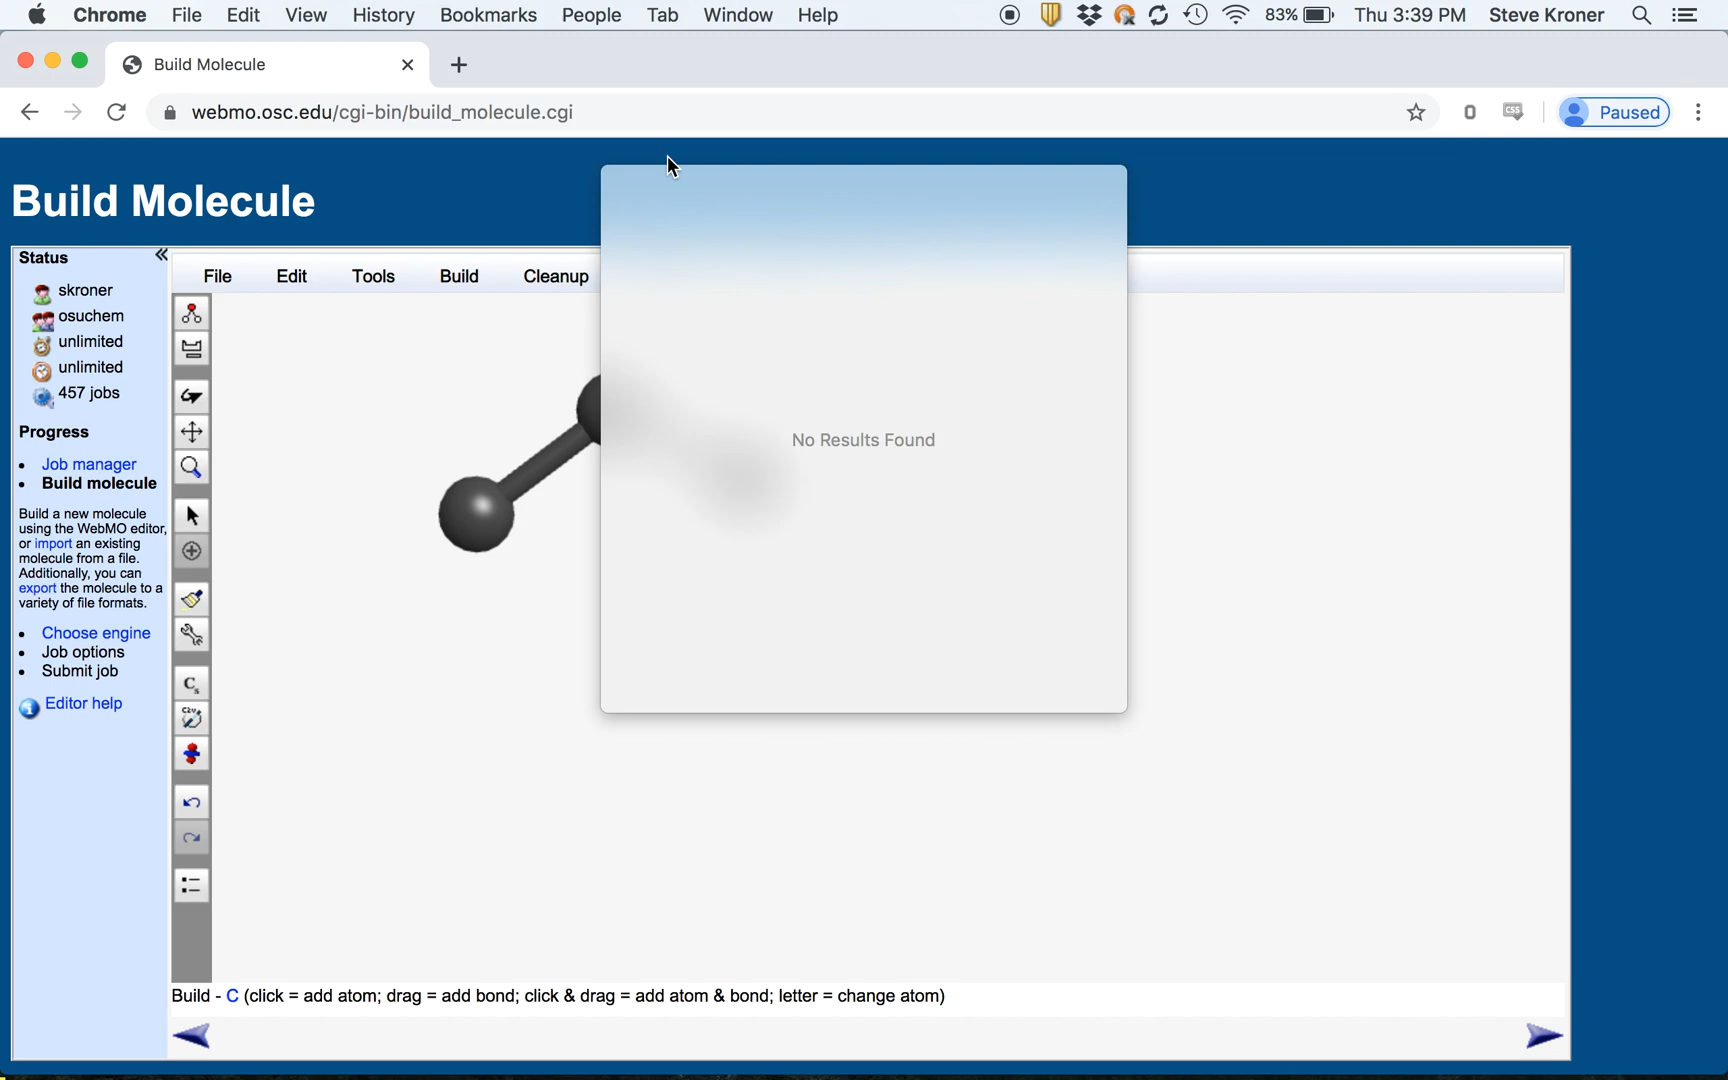 Chrome File Edit View History Bookmarks People Tab Window Help 83% Thu 3:39 PM Steve Kroner
Build Molecule
webmo.osc.edu/cgi-bin/build_molecule.cgi
CSS
Paused
Build Molecule
Status
File Edit Tools Build Cleanup
skroner
osuchem
unlimited
unlimited
457 jobs
Progress
Job manager
Build molecule
Build a new molecule
using the WebMO editor,
or import an existing
molecule from a file.
Additionally, you can
export the molecule to a
variety of file formats.
Choose engine
Job options
Submit job
Editor help
No Results Found
Cs
C2v
Build - C (click = add atom; drag = add bond; click & drag = add atom & bond; letter = change atom)